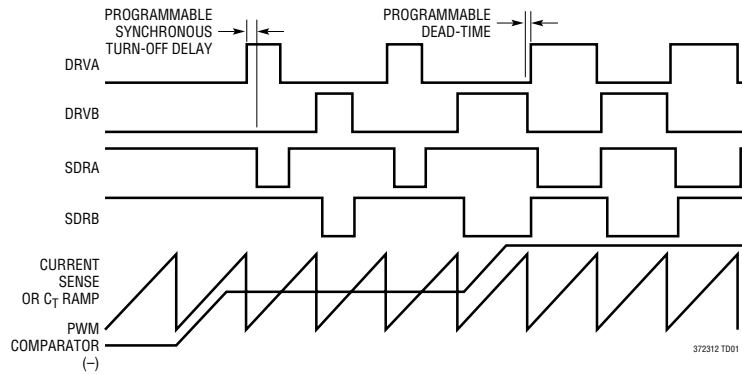 PROGRAMMABLE
SYNCHRONOUS
TURN-OFF DELAY
PROGRAMMABLE
DEAD-TIME
DRVA
DRVB
SDRA
SDRB
CURRENT
SENSE
OR CT RAMP
PWM
COMPARATOR
(–)
372312 TD01